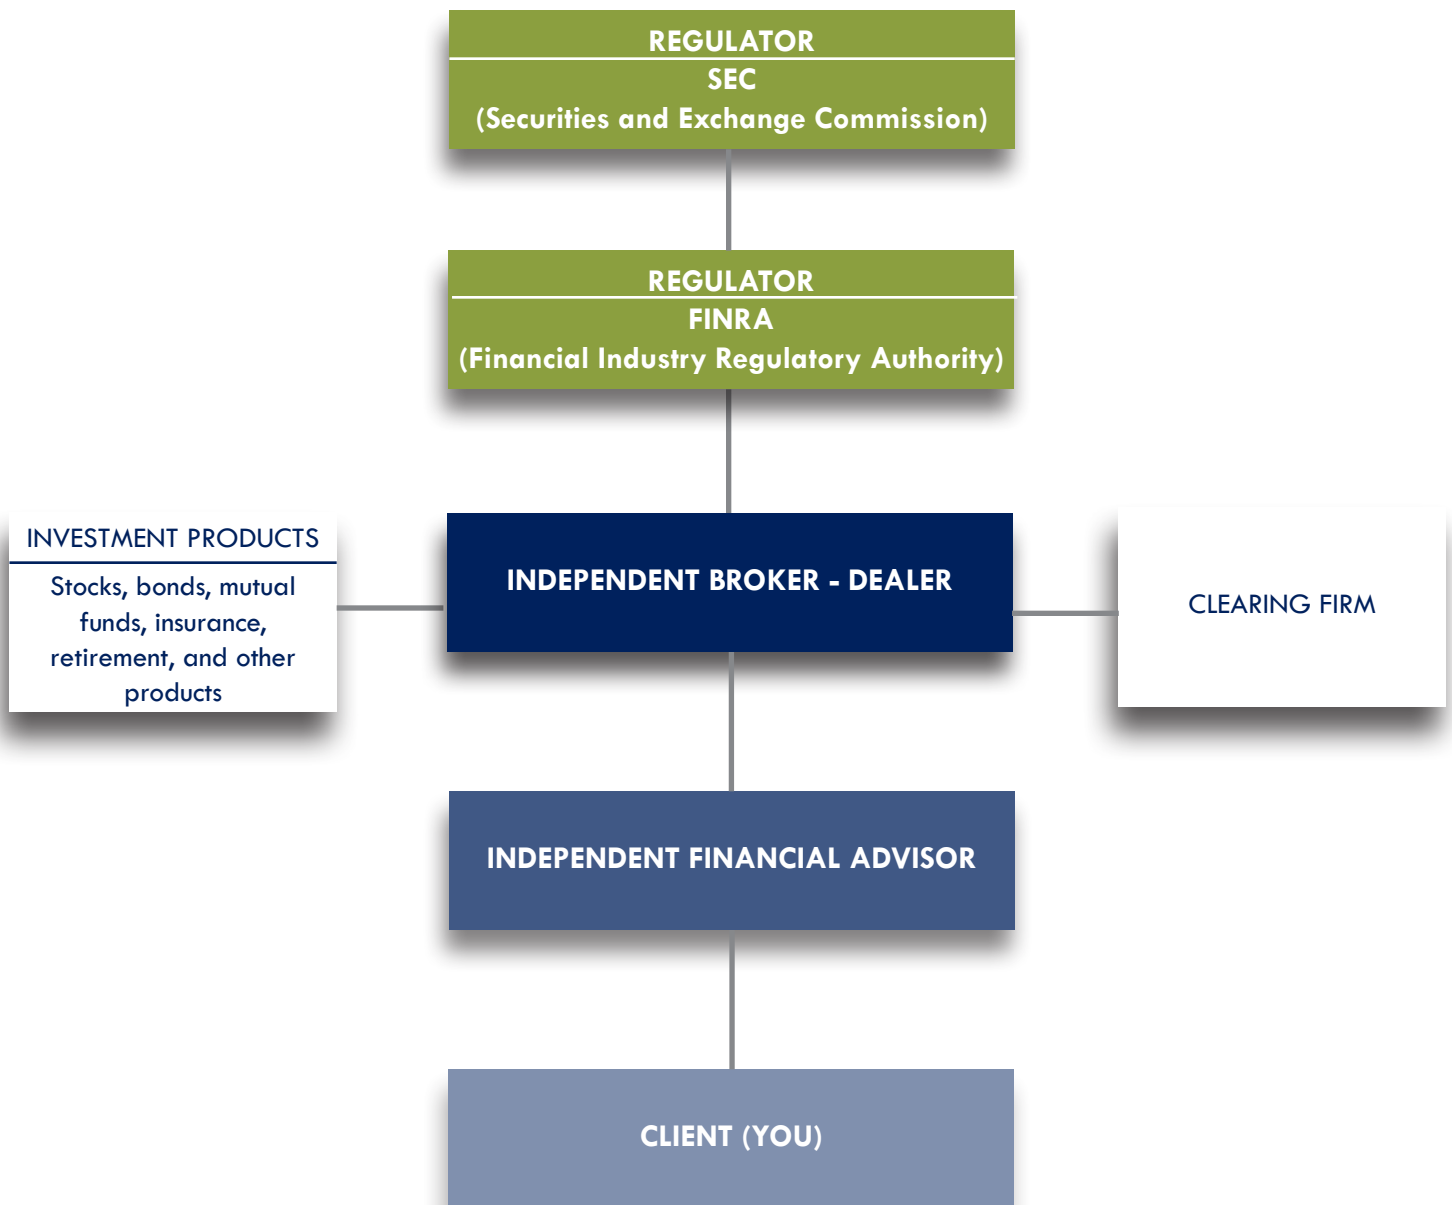 REGULATOR
SEC
(Securities and Exchange Commission)
REGULATOR
FINRA
(Financial Industry Regulatory Authority)
INVESTMENT PRODUCTS
Stocks, bonds, mutual
funds, insurance,
retirement, and other
products
INDEPENDENT BROKER - DEALER
CLEARING FIRM
INDEPENDENT FINANCIAL ADVISOR
CLIENT (YOU)